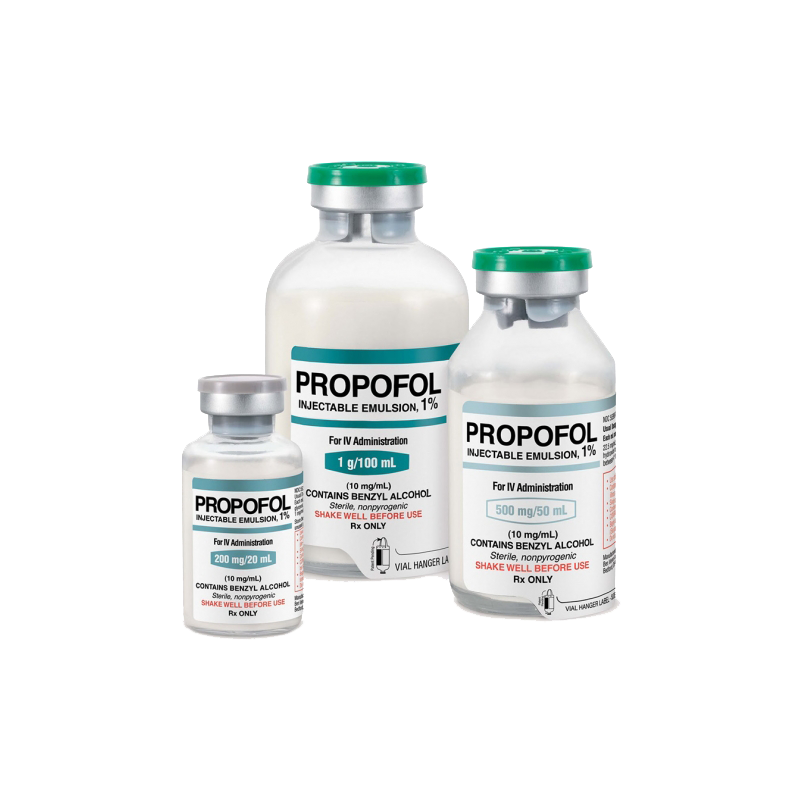 PROPOFOL
INJECTABLE EMULSION, 1%
For IV Administration
200 mg/20 mL
(10 mg/mL)
CONTAINS BENZYL ALCOHOL
Sterile, nonpyrogenic
SHAKE WELL BEFORE USE
Rx ONLY
PROPOFOL
INJECTABLE EMULSION, 1%
For IV Administration
1 g/100 mL
(10 mg/mL)
CONTAINS BENZYL ALCOHOL
Sterile, nonpyrogenic
SHAKE WELL BEFORE USE
Rx ONLY
VIAL HANGER LA
PROPOFOL
INJECTABLE EMULSION, 1%
For IV Administration
500 mg/50 mL
(10 mg/mL)
CONTAINS BENZYL ALCOHOL
Sterile, nonpyrogenic
SHAKE WELL BEFORE USE
Rx ONLY
VIAL HANGER LABEL